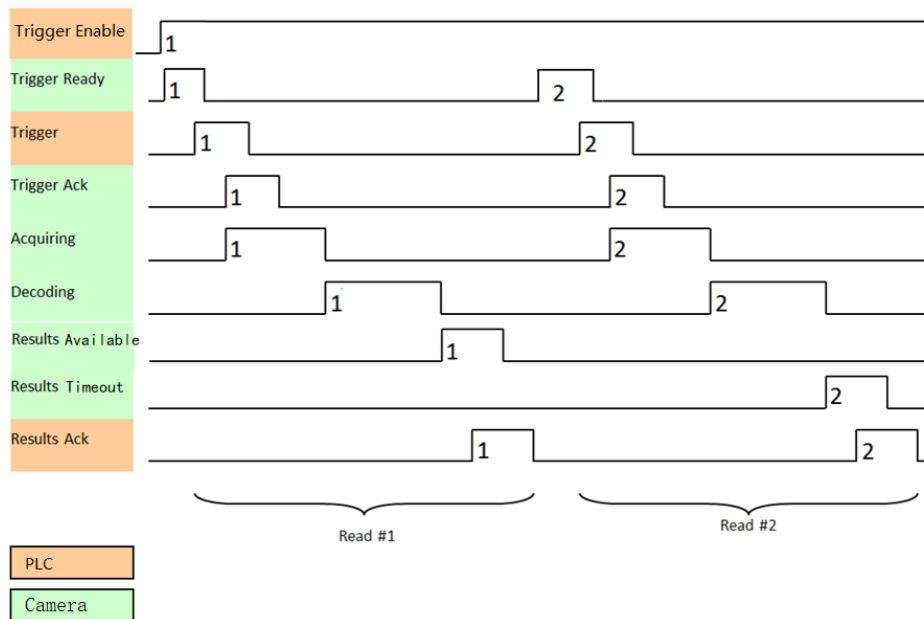 Trigger Enable
1
Trigger Ready
1
2
Trigger
1
2
Trigger Ack
1
2
Acquiring
1
2
Decoding
1
2
Results Available
1
Results Timeout
2
Results Ack
1
2
Read #1
Read #2
PLC
Camera